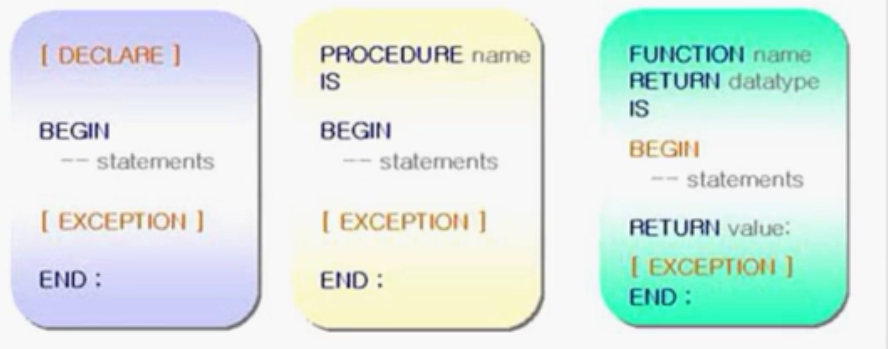 [ DECLARE ]
BEGIN
-- statements
[ EXCEPTION ]
END :
PROCEDURE name
IS
BEGIN
-- statements
[ EXCEPTION ]
END :
FUNCTION name
RETURN datatype
IS
BEGIN
-- statements
RETURN value:
[ EXCEPTION ]
END :